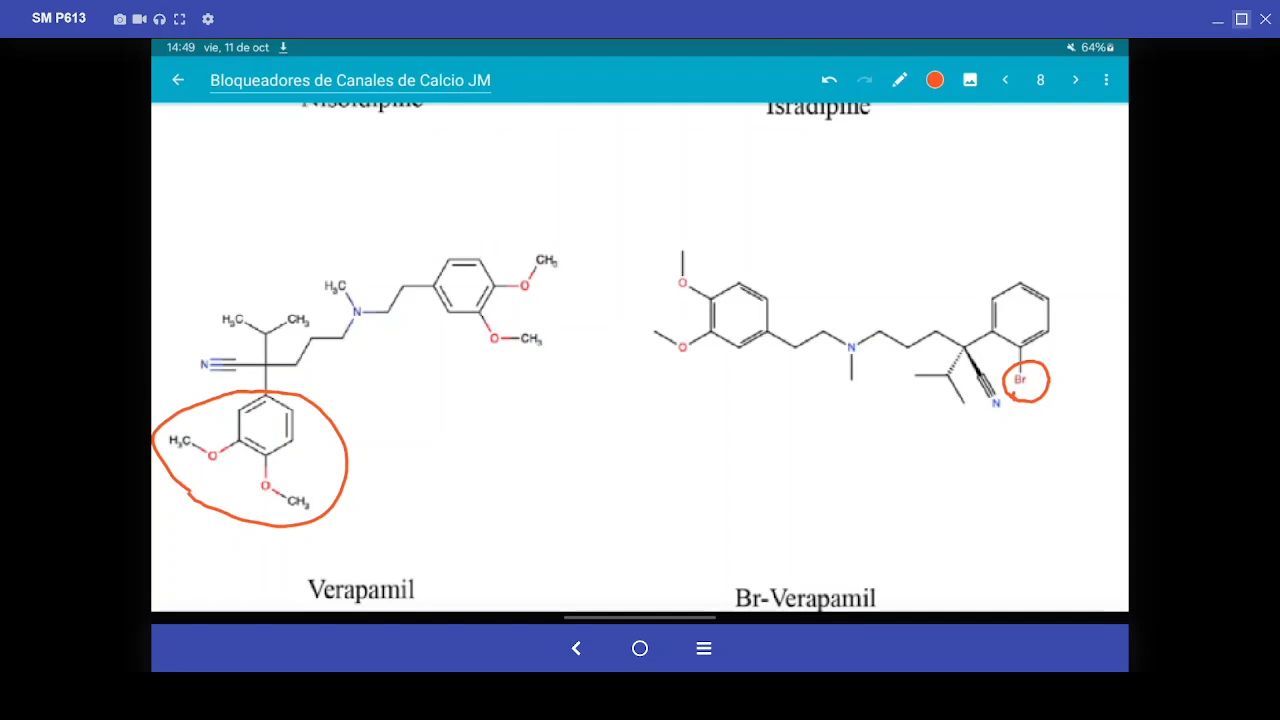 SM P613
14:49 vie, 11 de oct
64%
Bloqueadores de Canales de Calcio JM
8
Nisoldipine
Isradipine
H₃C
CH₃
O
N
H₃C
CH₃
O
CH₃
N
H₃C
O
O
CH₃
O
O
N
Br
N
Verapamil
Br-Verapamil